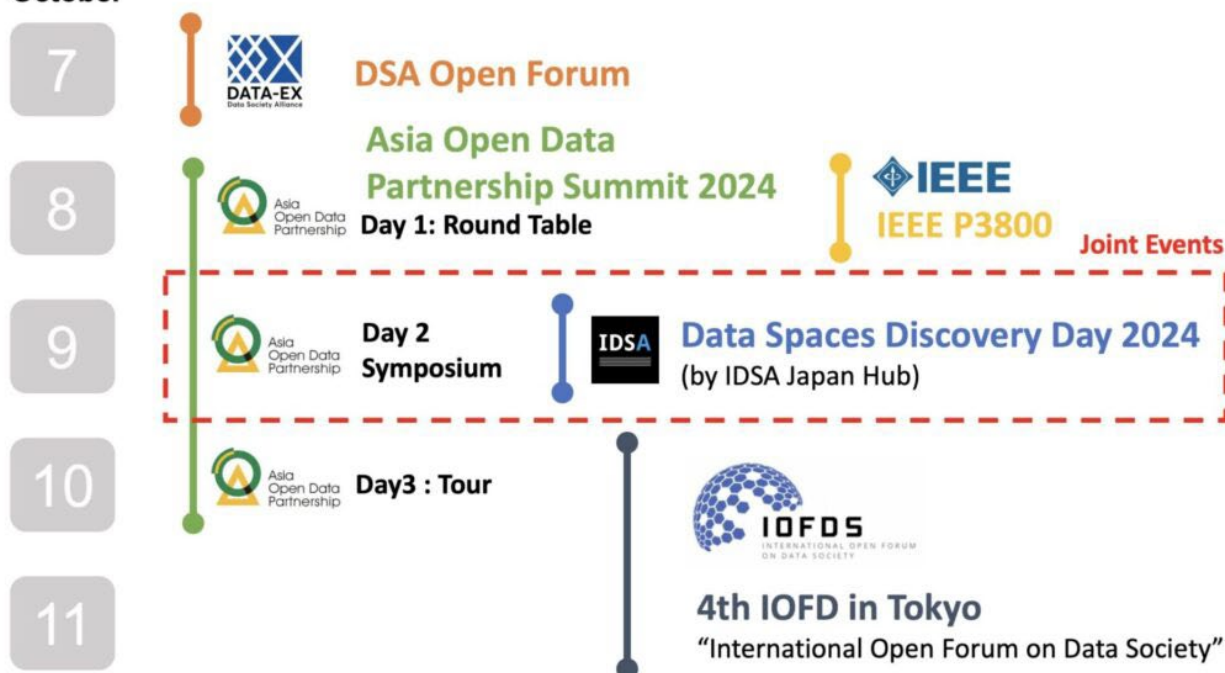 October
7
DATA-EX
Data Society Alliance
DSA Open Forum
Asia Open Data
Partnership Summit 2024
8
Asia
Open Data
Partnership
Day 1: Round Table
IEEE
IEEE P3800
Joint Events
9
Asia
Open Data
Partnership
Day 2
Symposium
IDSA
Data Spaces Discovery Day 2024
(by IDSA Japan Hub)
10
Asia
Open Data
Partnership
Day3 : Tour
IOFDS
INTERNATIONAL OPEN FORUM
ON DATA SOCIETY
11
4th IOFD in Tokyo
“International Open Forum on Data Society”